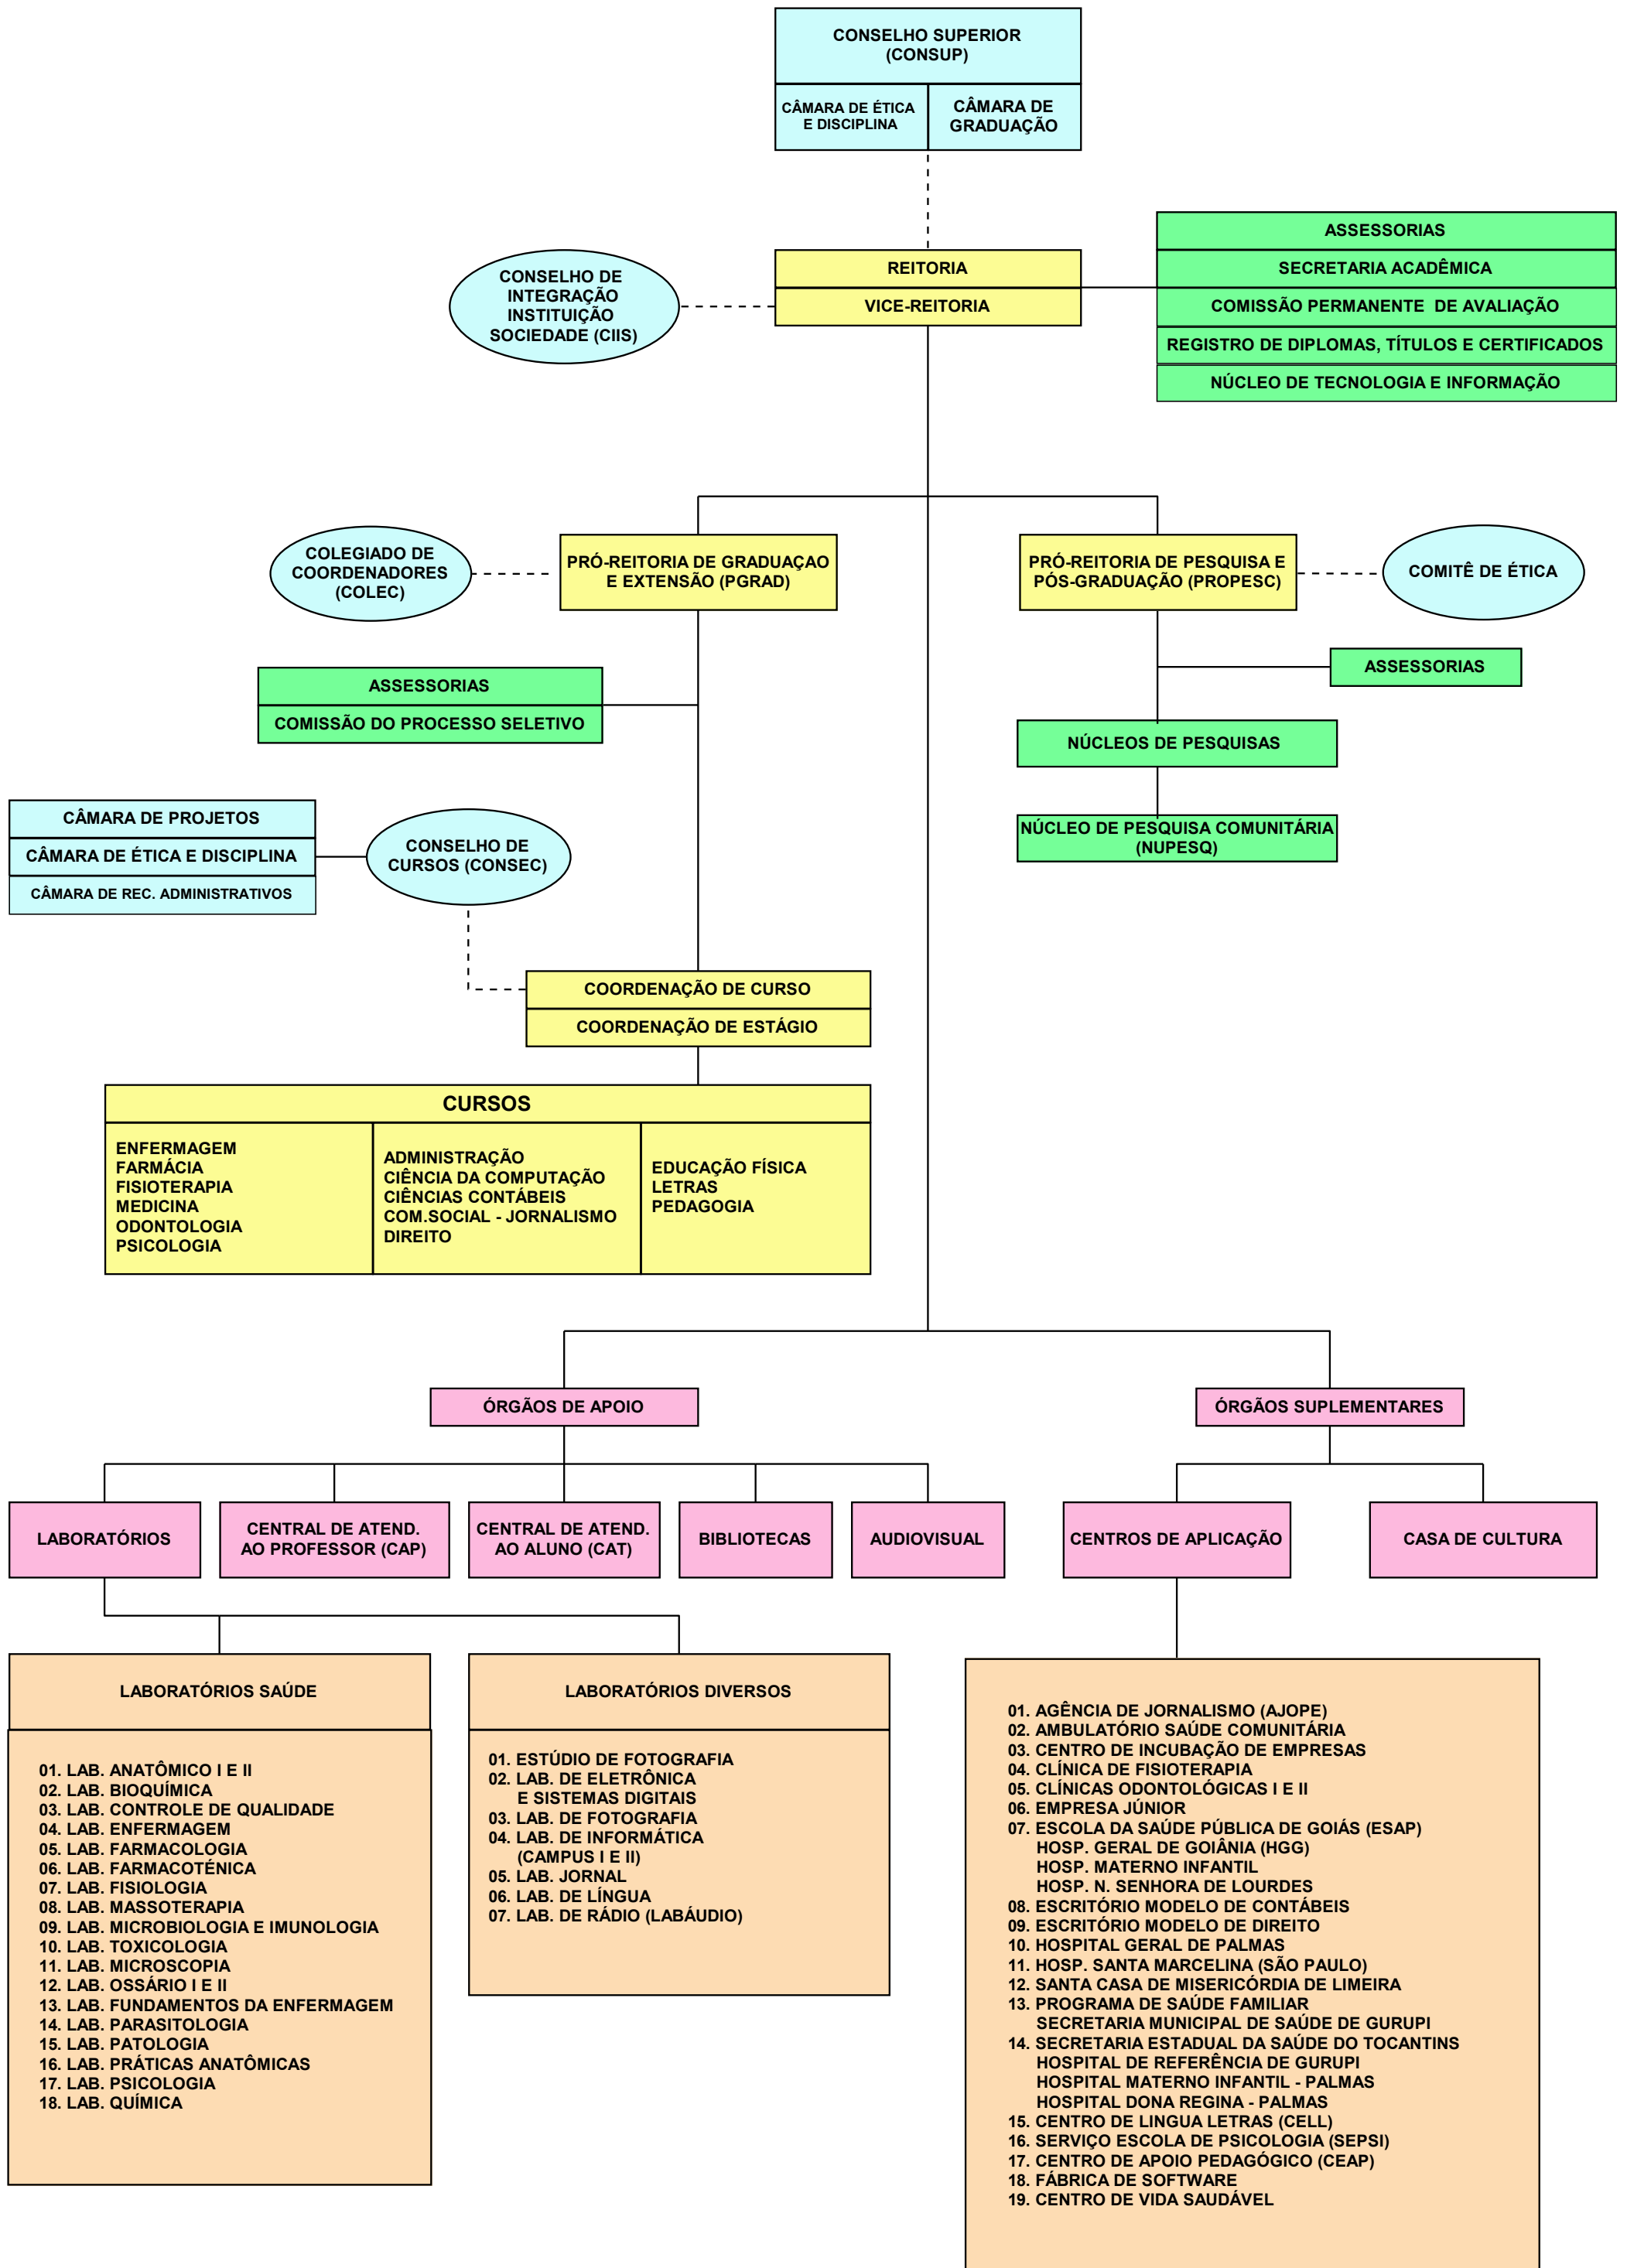 CONSELHO SUPERIOR
(CONSUP)
CÂMARA DE ÉTICA
E DISCIPLINA
CÂMARA DE
GRADUAÇÃO
ASSESSORIAS
SECRETARIA ACADÊMICA
COMISSÃO PERMANENTE DE AVALIAÇÃO
REGISTRO DE DIPLOMAS, TÍTULOS E CERTIFICADOS
NÚCLEO DE TECNOLOGIA E INFORMAÇÃO
REITORIA
VICE-REITORIA
CONSELHO DE
INTEGRAÇÃO
INSTITUIÇÃO
SOCIEDADE (CIIS)
COLEGIADO DE
COORDENADORES
(COLEC)
PRÓ-REITORIA DE GRADUAÇAO
E EXTENSÃO (PGRAD)
PRÓ-REITORIA DE PESQUISA E
PÓS-GRADUAÇÃO (PROPESC)
COMITÊ DE ÉTICA
ASSESSORIAS
COMISSÃO DO PROCESSO SELETIVO
ASSESSORIAS
NÚCLEOS DE PESQUISAS
NÚCLEO DE PESQUISA COMUNITÁRIA
(NUPESQ)
CÂMARA DE PROJETOS
CÂMARA DE ÉTICA E DISCIPLINA
CÂMARA DE REC. ADMINISTRATIVOS
CONSELHO DE
CURSOS (CONSEC)
COORDENAÇÃO DE CURSO
COORDENAÇÃO DE ESTÁGIO
CURSOS
ENFERMAGEM
FARMÁCIA
FISIOTERAPIA
MEDICINA
ODONTOLOGIA
PSICOLOGIA
ADMINISTRAÇÃO
CIÊNCIA DA COMPUTAÇÃO
CIÊNCIAS CONTÁBEIS
COM.SOCIAL - JORNALISMO
DIREITO
EDUCAÇÃO FÍSICA
LETRAS
PEDAGOGIA
ÓRGÃOS DE APOIO
ÓRGÃOS SUPLEMENTARES
LABORATÓRIOS
CENTRAL DE ATEND.
AO PROFESSOR (CAP)
CENTRAL DE ATEND.
AO ALUNO (CAT)
BIBLIOTECAS
AUDIOVISUAL
CENTROS DE APLICAÇÃO
CASA DE CULTURA
LABORATÓRIOS SAÚDE
01. LAB. ANATÔMICO I E II
02. LAB. BIOQUÍMICA
03. LAB. CONTROLE DE QUALIDADE
04. LAB. ENFERMAGEM
05. LAB. FARMACOLOGIA
06. LAB. FARMACOTÉNICA
07. LAB. FISIOLOGIA
08. LAB. MASSOTERAPIA
09. LAB. MICROBIOLOGIA E IMUNOLOGIA
10. LAB. TOXICOLOGIA
11. LAB. MICROSCOPIA
12. LAB. OSSÁRIO I E II
13. LAB. FUNDAMENTOS DA ENFERMAGEM
14. LAB. PARASITOLOGIA
15. LAB. PATOLOGIA
16. LAB. PRÁTICAS ANATÔMICAS
17. LAB. PSICOLOGIA
18. LAB. QUÍMICA
LABORATÓRIOS DIVERSOS
01. ESTÚDIO DE FOTOGRAFIA
02. LAB. DE ELETRÔNICA
E SISTEMAS DIGITAIS
03. LAB. DE FOTOGRAFIA
04. LAB. DE INFORMÁTICA
(CAMPUS I E II)
05. LAB. JORNAL
06. LAB. DE LÍNGUA
07. LAB. DE RÁDIO (LABÁUDIO)
01. AGÊNCIA DE JORNALISMO (AJOPE)
02. AMBULATÓRIO SAÚDE COMUNITÁRIA
03. CENTRO DE INCUBAÇÃO DE EMPRESAS
04. CLÍNICA DE FISIOTERAPIA
05. CLÍNICAS ODONTOLÓGICAS I E II
06. EMPRESA JÚNIOR
07. ESCOLA DA SAÚDE PÚBLICA DE GOIÁS (ESAP)
HOSP. GERAL DE GOIÂNIA (HGG)
HOSP. MATERNO INFANTIL
HOSP. N. SENHORA DE LOURDES
08. ESCRITÓRIO MODELO DE CONTÁBEIS
09. ESCRITÓRIO MODELO DE DIREITO
10. HOSPITAL GERAL DE PALMAS
11. HOSP. SANTA MARCELINA (SÃO PAULO)
12. SANTA CASA DE MISERICÓRDIA DE LIMEIRA
13. PROGRAMA DE SAÚDE FAMILIAR
SECRETARIA MUNICIPAL DE SAÚDE DE GURUPI
14. SECRETARIA ESTADUAL DA SAÚDE DO TOCANTINS
HOSPITAL DE REFERÊNCIA DE GURUPI
HOSPITAL MATERNO INFANTIL - PALMAS
HOSPITAL DONA REGINA - PALMAS
15. CENTRO DE LINGUA LETRAS (CELL)
16. SERVIÇO ESCOLA DE PSICOLOGIA (SEPSI)
17. CENTRO DE APOIO PEDAGÓGICO (CEAP)
18. FÁBRICA DE SOFTWARE
19. CENTRO DE VIDA SAUDÁVEL